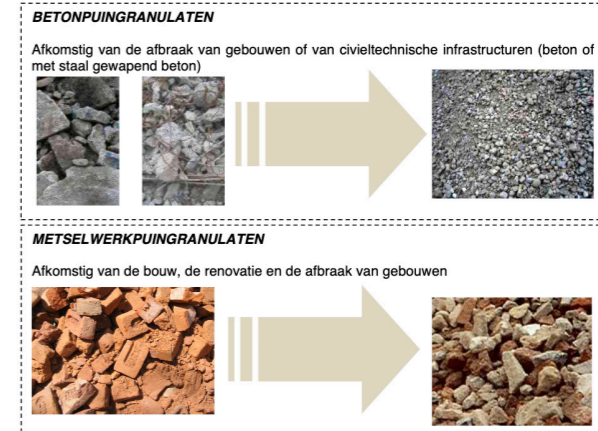 BETONPUINGRANULATEN
Afkomstig van de afbraak van gebouwen of van civieltechnische infrastructuren (beton of
met staal gewapend beton)
METSELWERKPUINGRANULATEN
Afkomstig van de bouw, de renovatie en de afbraak van gebouwen